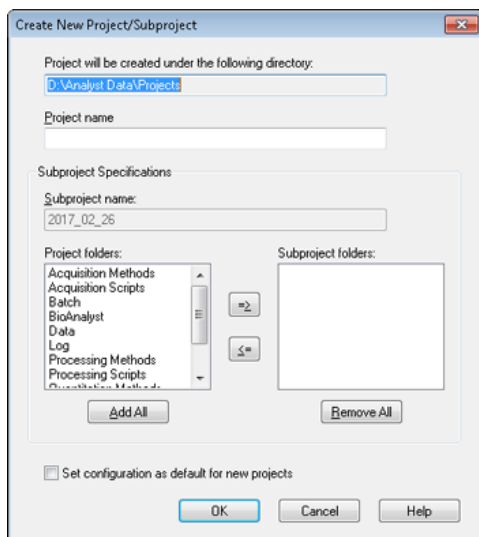 Create New Project/Subproject
Project will be created under the following directory:
D:\Analyst Data\Projects
Project name
Subproject Specifications
Subproject name:
2017_02_26
Project folders:
Subproject folders:
Acquisition Methods
Acquisition Scripts
Batch
BioAnalyst
Data
Log
Processing Methods
Processing Scripts
Quantitation Methods
=>
<=
Add All
Remove All
Set configuration as default for new projects
OK
Cancel
Help